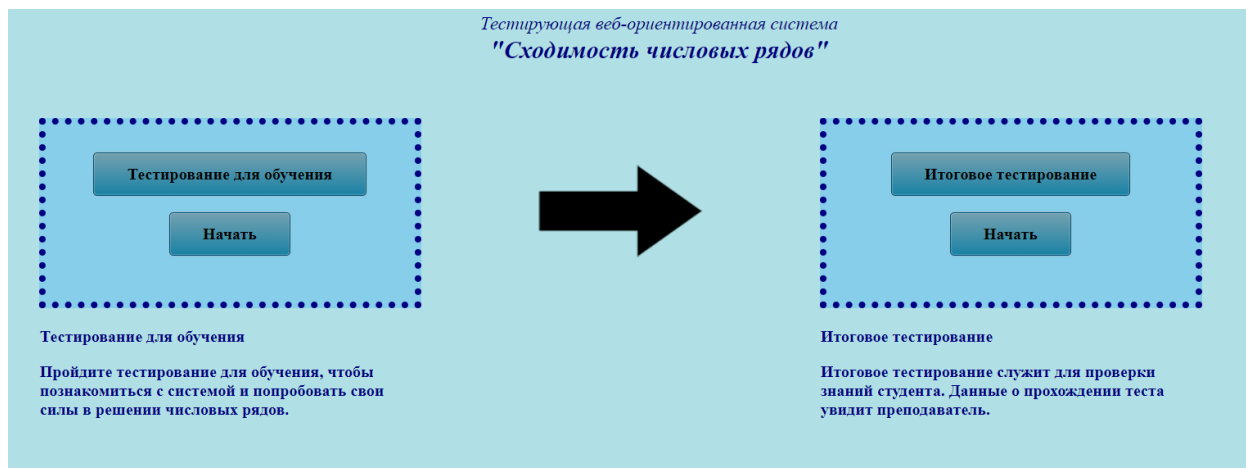 Тестирующая веб-ориентированная система
"Сходимость числовых рядов"
Тестирование для обучения
Начать
Тестирование для обучения
Пройдите тестирование для обучения, чтобы
познакомиться с системой и попробовать свои
силы в решении числовых рядов.
Итоговое тестирование
Начать
Итоговое тестирование
Итоговое тестирование служит для проверки
знаний студента. Данные о прохождении теста
увидит преподаватель.